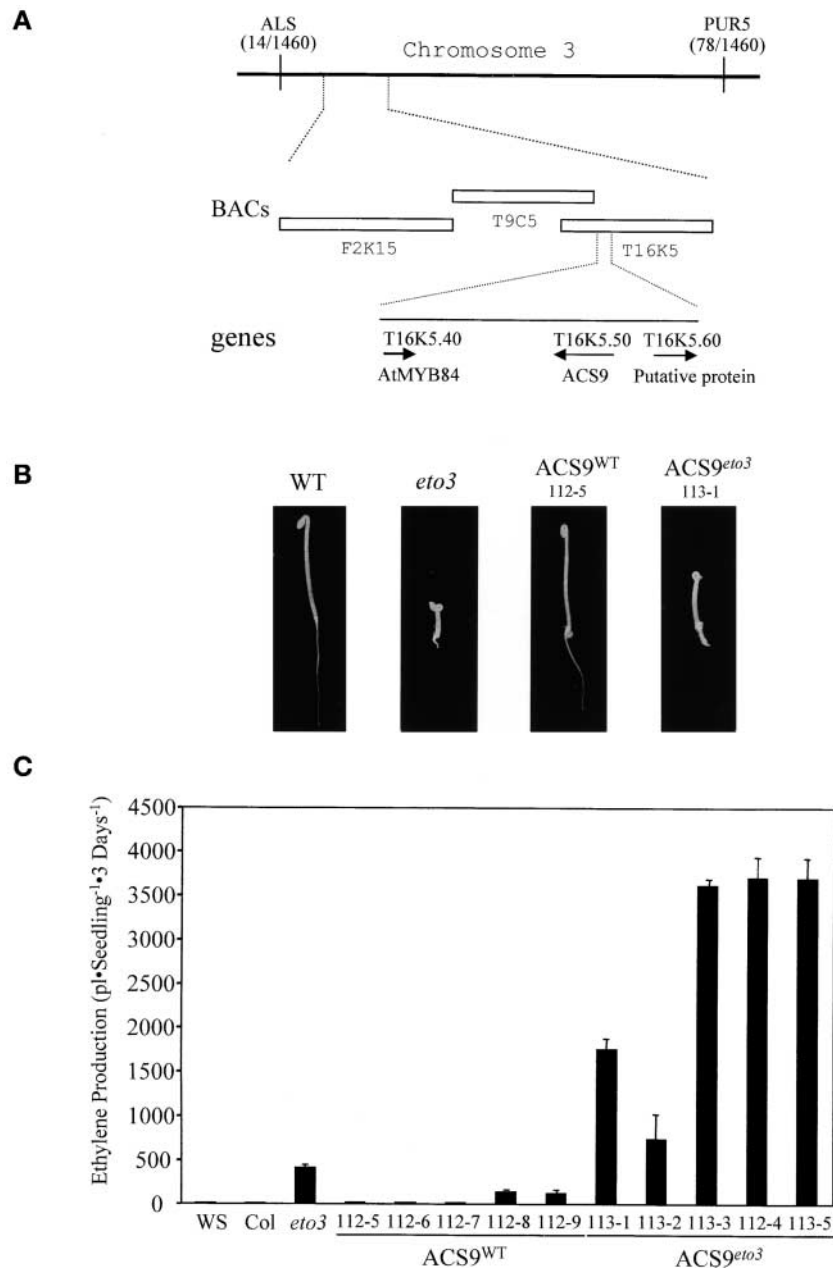 A
ALS
(14/1460)
Chromosome 3
PUR5
(78/1460)
BACs
T9C5
F2K15
T16K5
genes
T16K5.40
T16K5.50
T16K5.60
AtMYB84
ACS9
Putative protein
B
WT
eto3
ACS9WT
112-5
ACS9eto3
113-1
C
Ethylene Production (pl•Seedling-1•3 Days-1)
4500
4000
3500
3000
2500
2000
1500
1000
500
0
WS Col eto3 112-5 112-6 112-7 112-8 112-9 113-1 113-2 113-3 112-4 113-5
ACS9WT
ACS9eto3